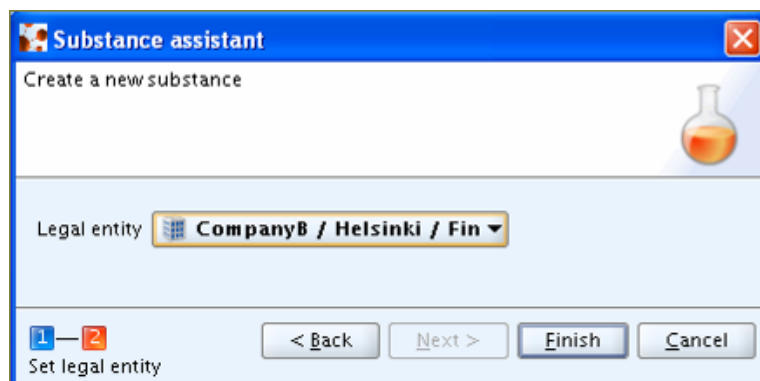 Substance assistant
Create a new substance
Legal entity CompanyB / Helsinki / Fin
1 2
< Back Next > Finish Cancel
Set legal entity